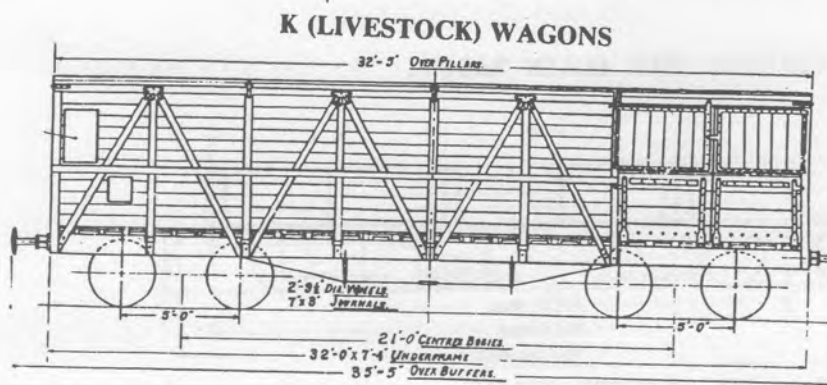 K (LIVESTOCK) WAGONS
32'-5" OVER PILLARS.
2'-9½" DIA. WHEELS
7"x3" JOURNALS.
5'-0"
5'-0"
21'-0" CENTRES BOGIES.
32'-0" x 7'-4" UNDERFRAME
35'-5" OVER BUFFERS.